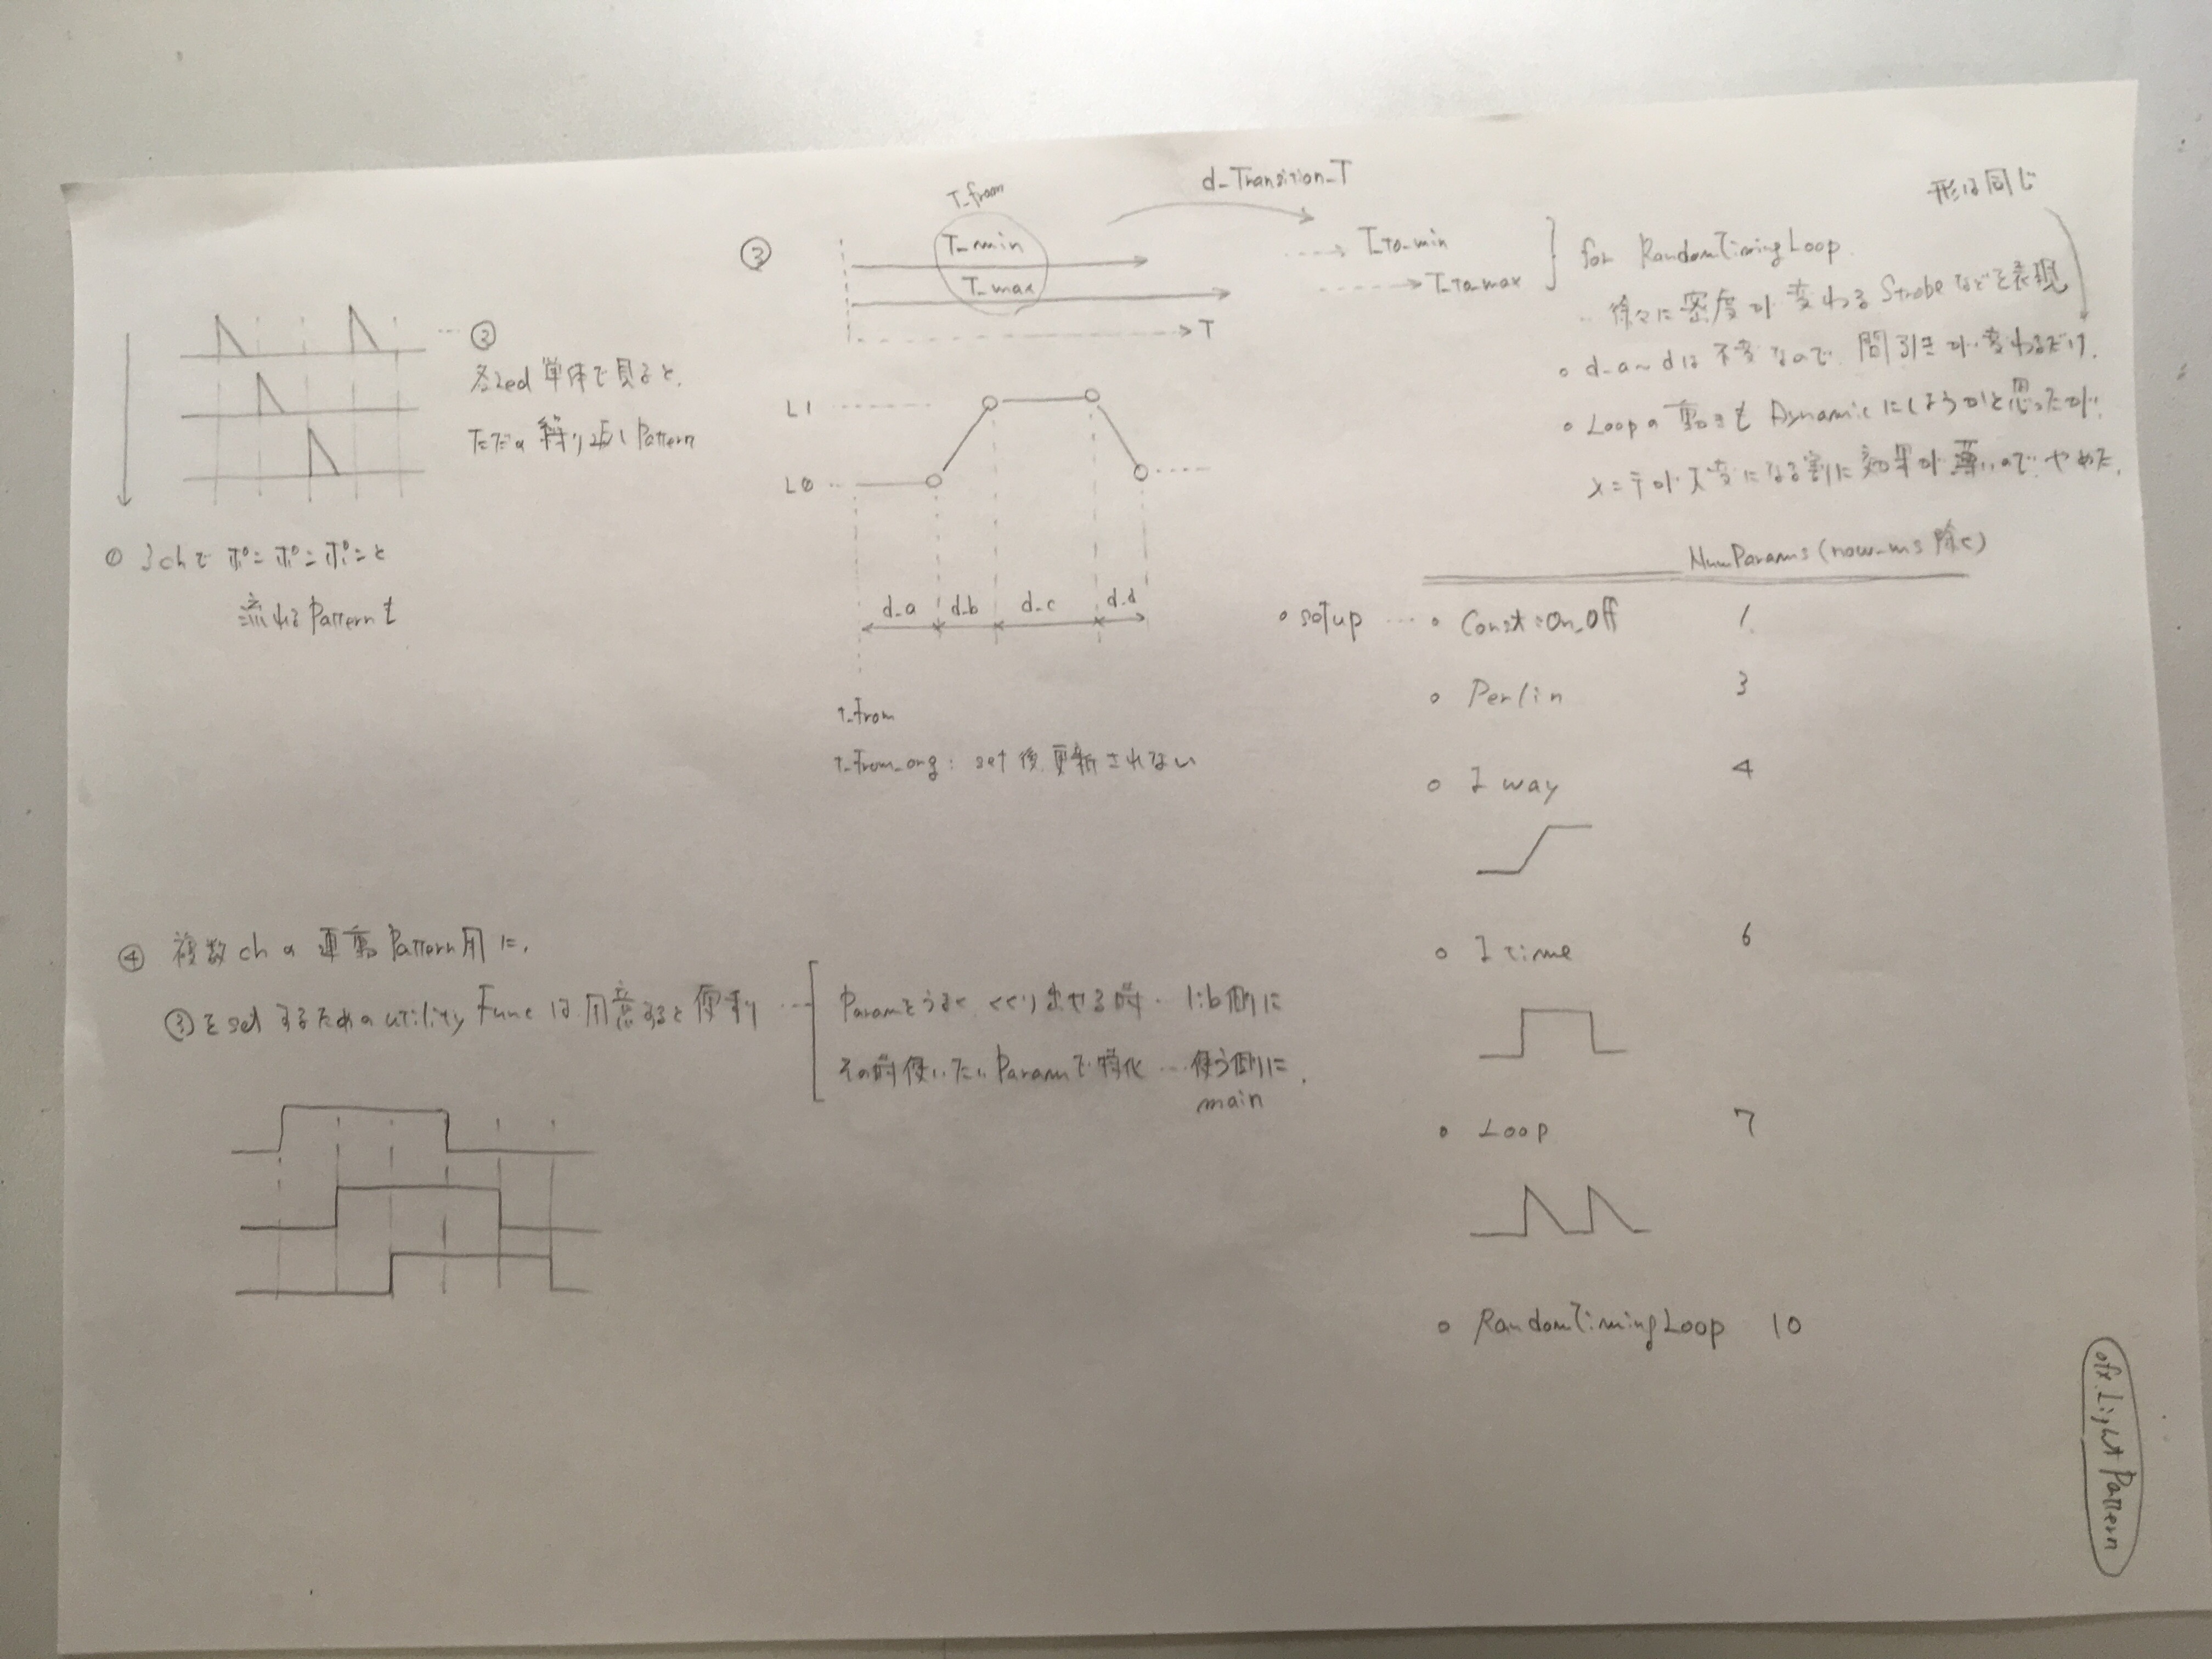 ②
各Led 単体で見ると、
ただの繰り返しPattern
① 3chで ポンポンポンと
流れるPatternも
③
T_from
T_min
T_max
d_Transition_T
T_To_min
T_To_max
T
for RandomTimingLoop
形は同じ
徐々に密度が変わるStrobeなどを表現
d_a~dは不変なので、間引きが変わるだけ.
Loopの動きもDynamicにしようかと思ったが、
メンテが大変になる割に効果が薄いので、やめた.
L1
L0
d_a
d_b
d_c
d_d
T_from
T_from_org : set後、更新されない
NumParams (now_ms 除く)
setup ・・・ Const:On_Off 1
Perlin 3
1way 4
1time 6
Loop 7
RandomTimingLoop 10
④ 複数chの連動Pattern用に、
③をsetするためのutility Funcは用意すると便利
Paramをうまくくくり出せる時 ・・ lib側に
その時使いたいParamで特化 ・・・使う側に.
main
ofxLightPattern